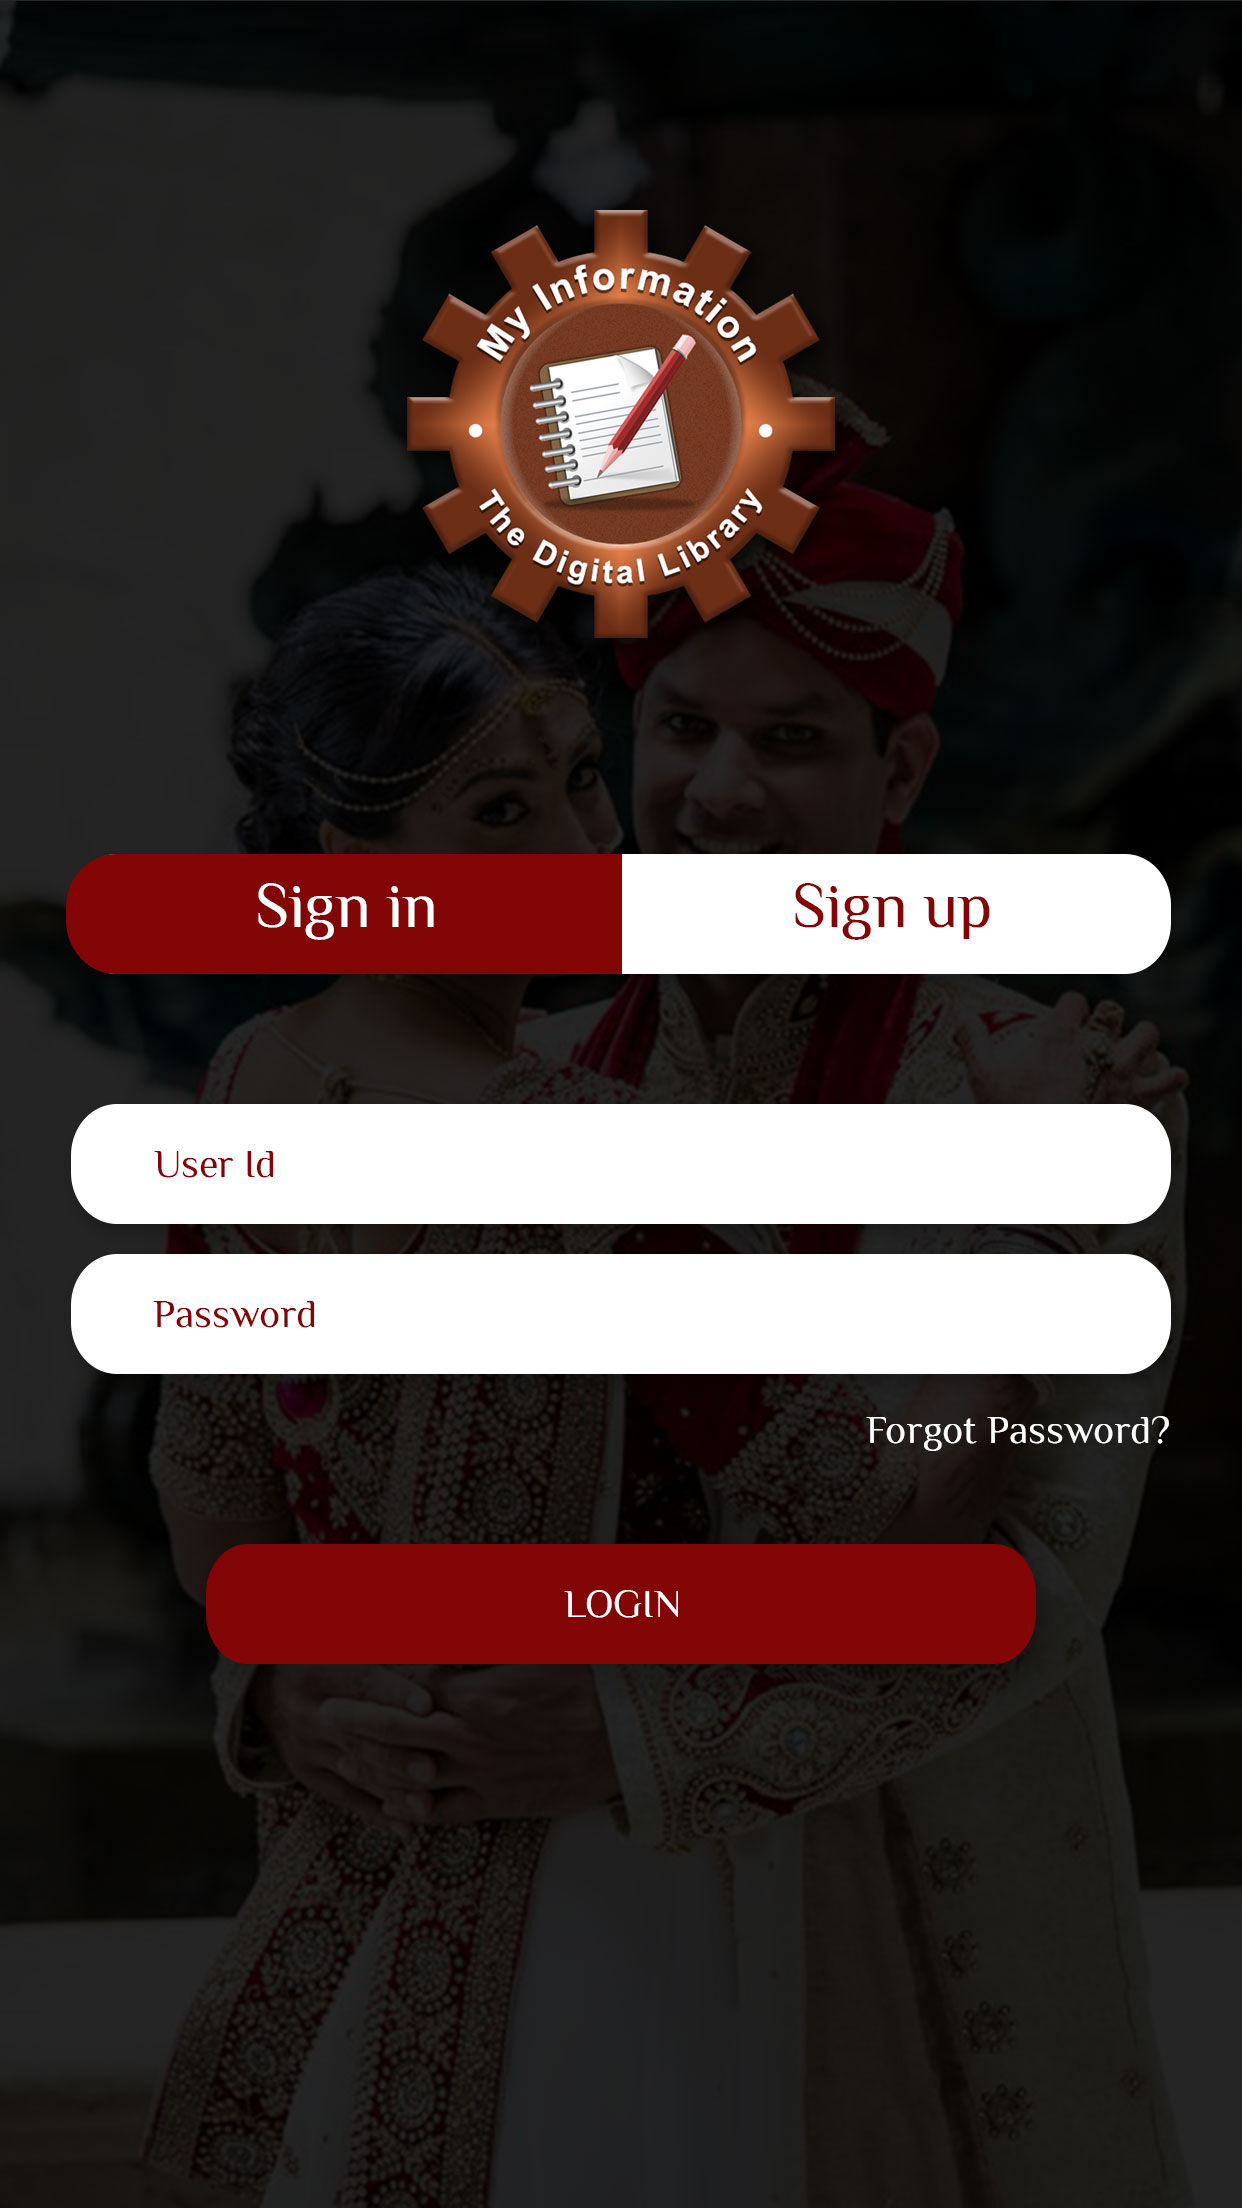 My Information
The Digital Library
Sign in
Sign up
User Id
Password
Forgot Password?
LOGIN